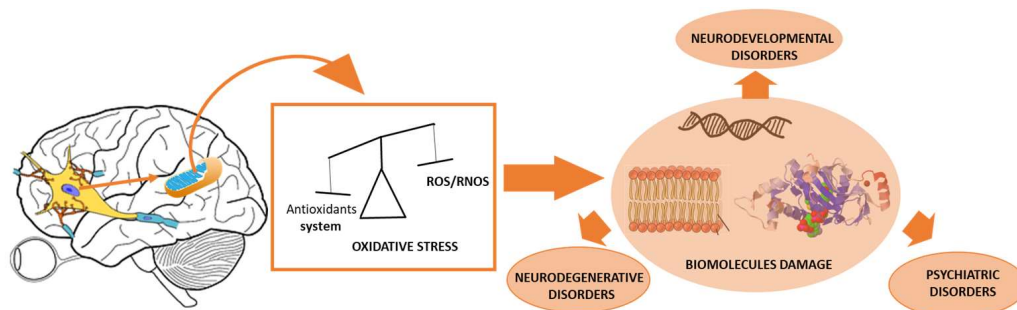 NEURODEVELOPMENTAL
DISORDERS
ROS/RNOS
Antioxidants
system
OXIDATIVE STRESS
BIOMOLECULES DAMAGE
NEURODEGENERATIVE
DISORDERS
PSYCHIATRIC
DISORDERS